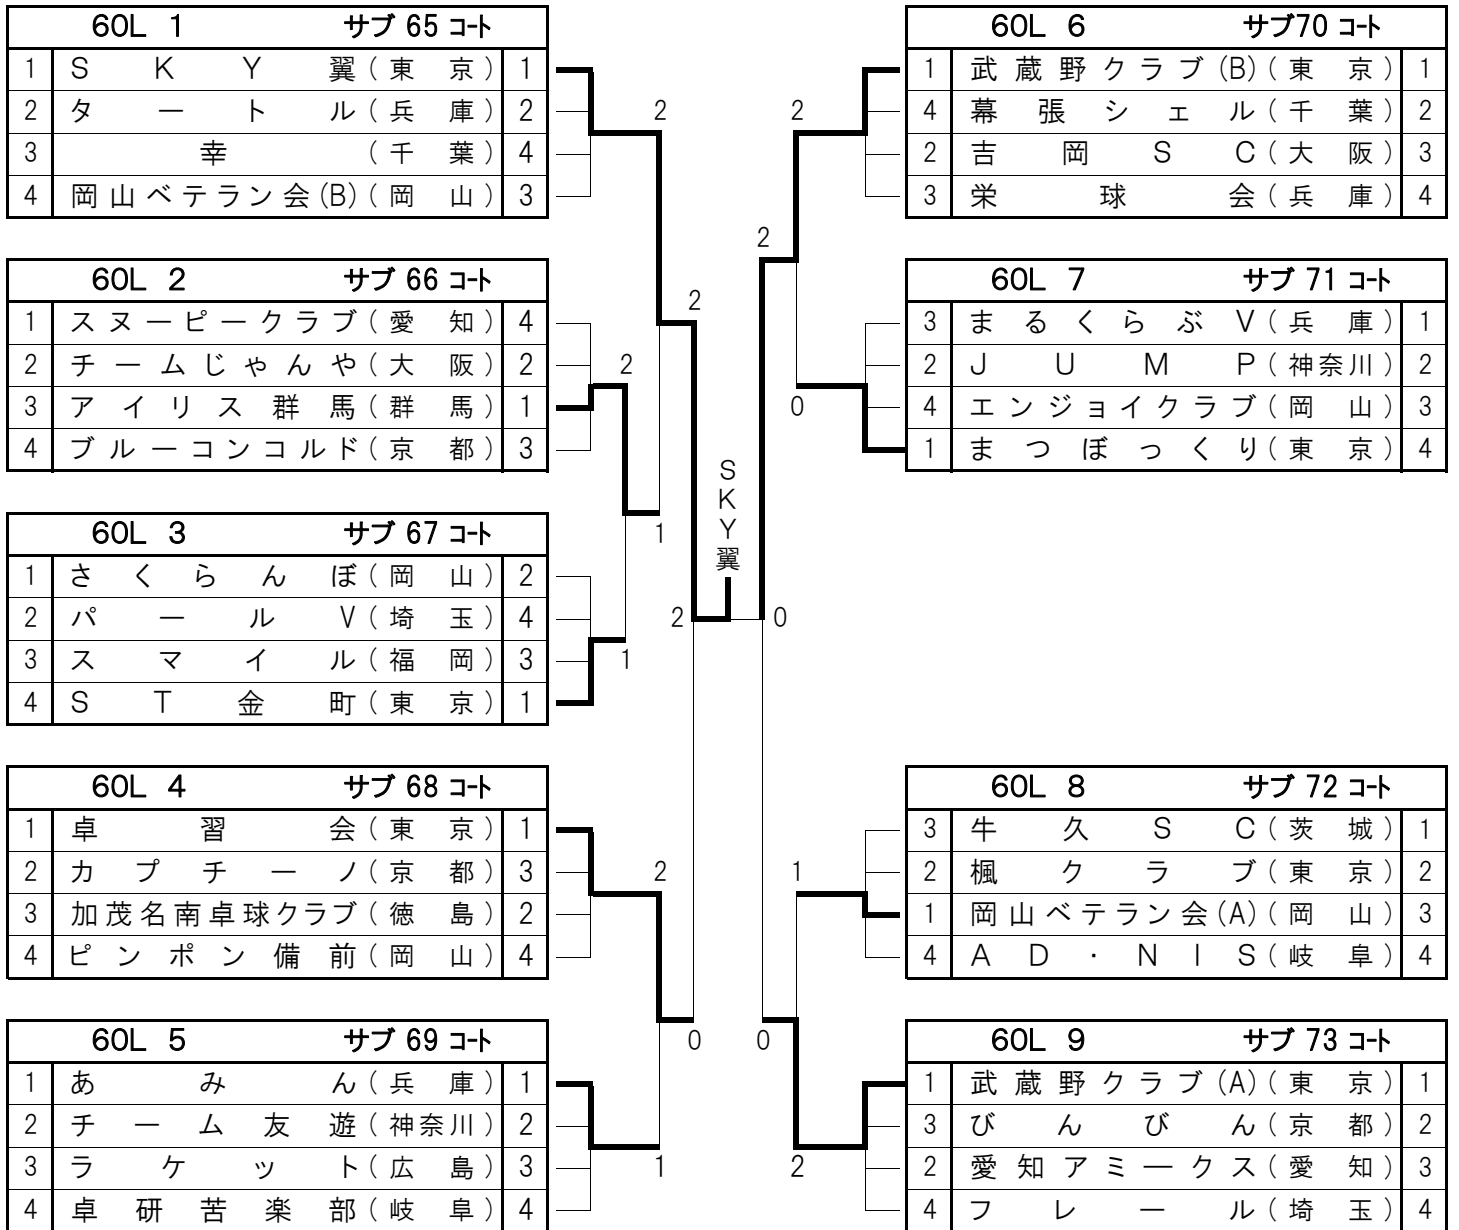 60L 1 サブ 65 コート
1 SKY翼(東京) 1
2 タートル(兵庫) 2
3 幸(千葉) 4
4 岡山ベテラン会(B)(岡山) 3
60L 2 サブ 66 コート
1 スヌーピークラブ(愛知) 4
2 チームじゃんや(大阪) 2
3 アイリス群馬(群馬) 1
4 ブルーコンコルド(京都) 3
60L 3 サブ 67 コート
1 さくらんぼ(岡山) 2
2 パールV(埼玉) 4
3 スマイル(福岡) 3
4 ST金町(東京) 1
60L 4 サブ 68 コート
1 卓習会(東京) 1
2 カプチーノ(京都) 3
3 加茂名南卓球クラブ(徳島) 2
4 ピンポン備前(岡山) 4
60L 5 サブ 69 コート
1 あみん(兵庫) 1
2 チーム友遊(神奈川) 2
3 ラケット(広島) 3
4 卓研苦楽部(岐阜) 4
2
2
2
1
1
2
2
0
1
SKY翼
2
2
0
0
1
0
2
60L 6 サブ70 コート
1 武蔵野クラブ(B)(東京) 1
4 幕張シェル(千葉) 2
2 吉岡SC(大阪) 3
3 栄球会(兵庫) 4
60L 7 サブ 71 コート
3 まるくらぶV(兵庫) 1
2 JUMP(神奈川) 2
4 エンジョイクラブ(岡山) 3
1 まつぼっくり(東京) 4
60L 8 サブ 72 コート
3 牛久SC(茨城) 1
2 楓クラブ(東京) 2
1 岡山ベテラン会(A)(岡山) 3
4 AD・NIS(岐阜) 4
60L 9 サブ 73 コート
1 武蔵野クラブ(A)(東京) 1
3 びんびん(京都) 2
2 愛知アミークス(愛知) 3
4 フレール(埼玉) 4